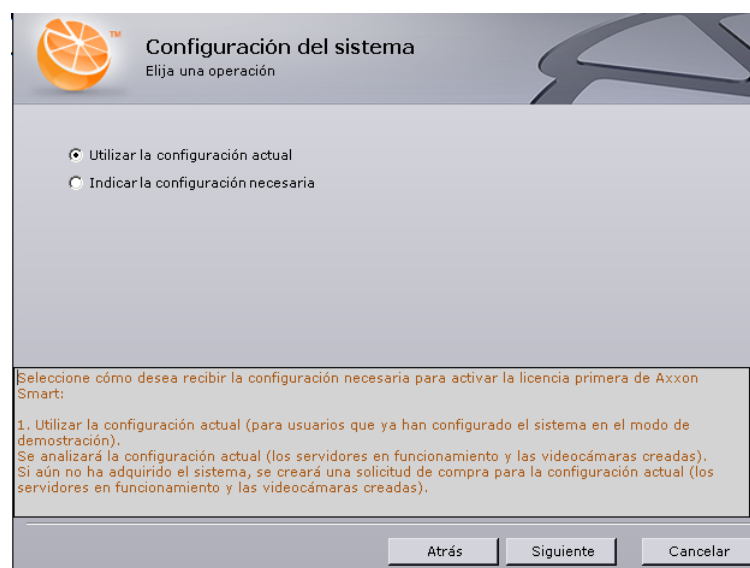 TM
Configuración del sistema
Elija una operación
Utilizar la configuración actual
Indicar la configuración necesaria
Seleccione cómo desea recibir la configuración necesaria para activar la licencia primera de Axxon
Smart:
1. Utilizar la configuración actual (para usuarios que ya han configurado el sistema en el modo de
demostración).
Se analizará la configuración actual (los servidores en funcionamiento y las videocámaras creadas).
Si aún no ha adquirido el sistema, se creará una solicitud de compra para la configuración actual (los
servidores en funcionamiento y las videocámaras creadas).
Atrás Siguiente Cancelar